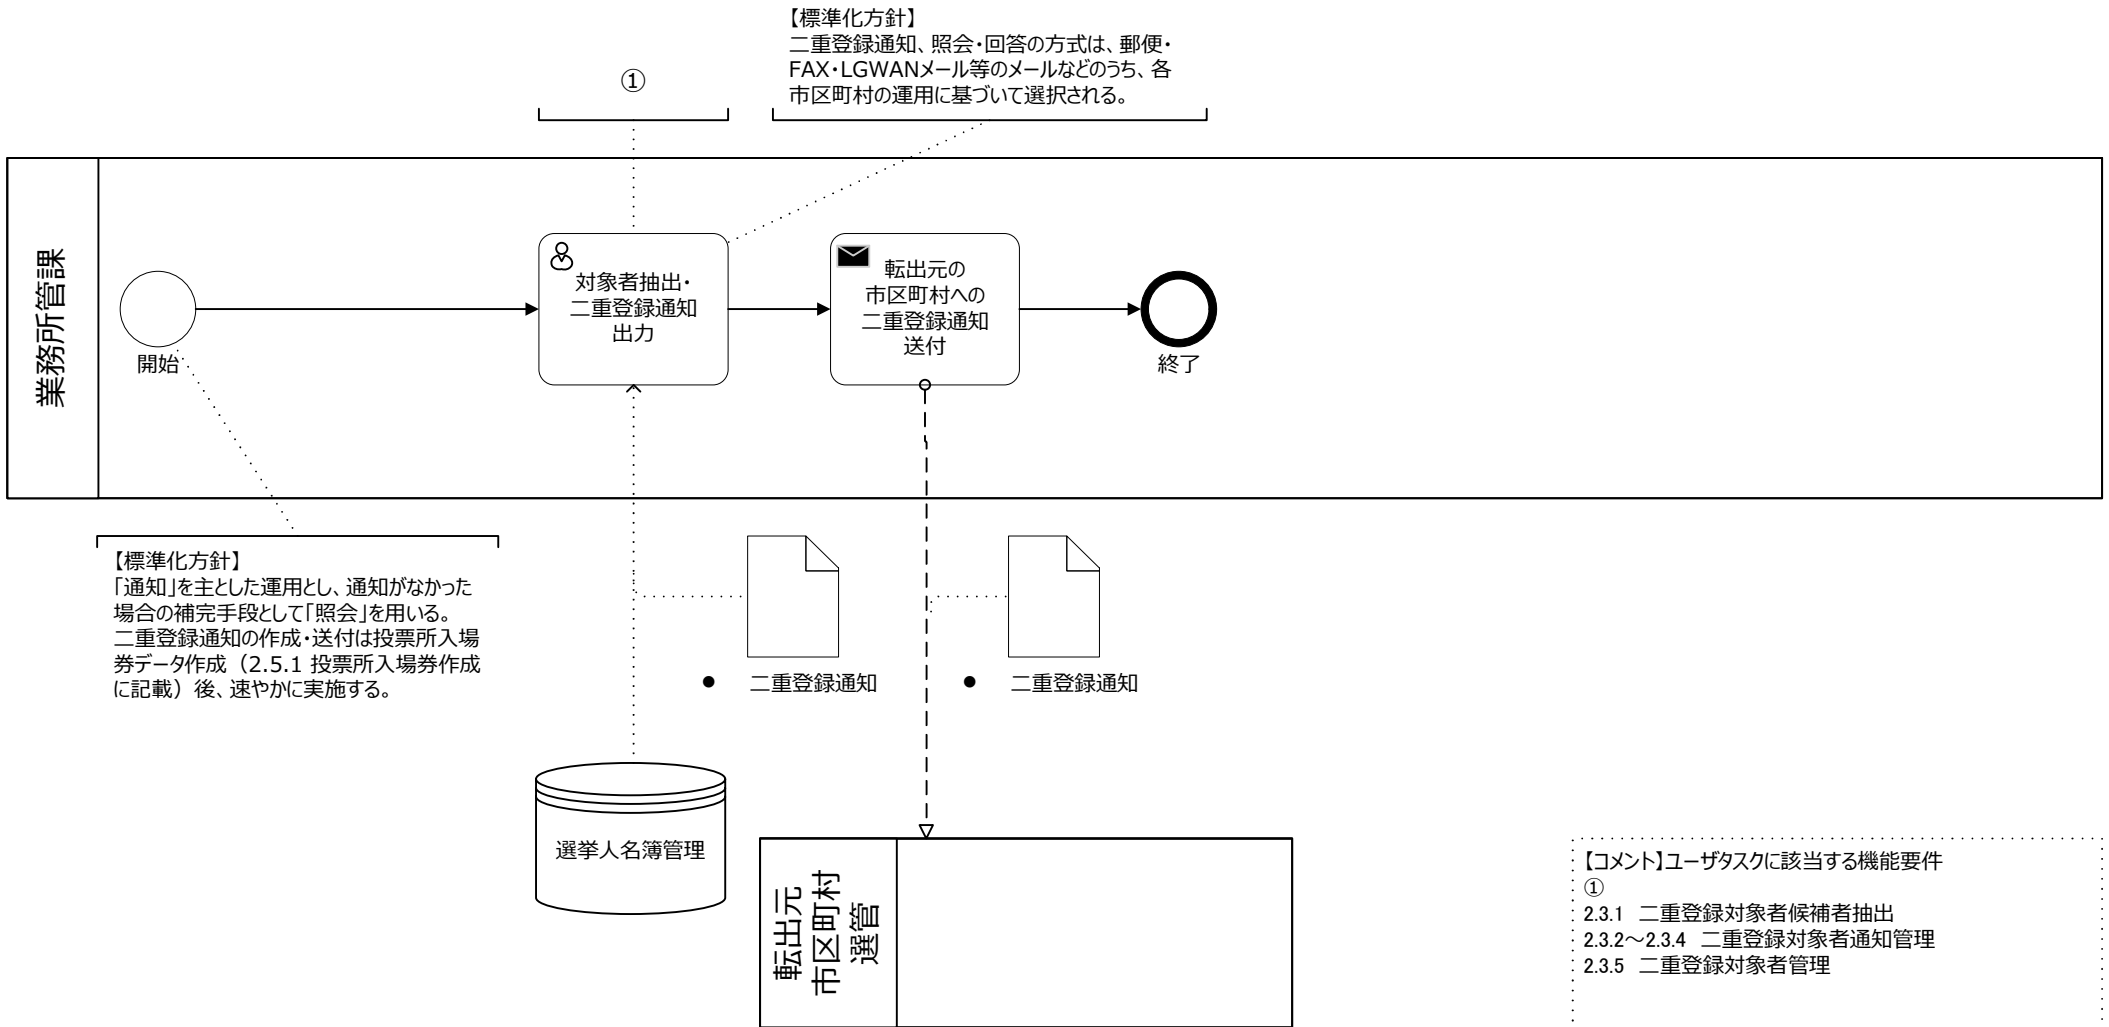 【標準化方針】
二重登録通知、照会・回答の方式は、郵便・
FAX・LGWANメール等のメールなどのうち、各
市区町村の運用に基づいて選択される。
①
業務所管課
開始
対象者抽出・
二重登録通知
出力
転出元の
市区町村への
二重登録通知
送付
終了
【標準化方針】
「通知」を主とした運用とし、通知がなかった
場合の補完手段として「照会」を用いる。
二重登録通知の作成・送付は投票所入場
券データ作成（2.5.1 投票所入場券作成
に記載）後、速やかに実施する。
● 二重登録通知
● 二重登録通知
選挙人名簿管理
転出元
市区町村
選管
【コメント】ユーザタスクに該当する機能要件
①
2.3.1 二重登録対象者候補者抽出
2.3.2～2.3.4 二重登録対象者通知管理
2.3.5 二重登録対象者管理